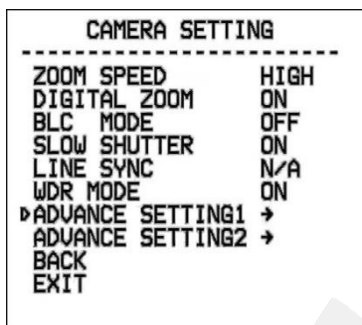 CAMERA SETTING
ZOOM SPEED HIGH
DIGITAL ZOOM ON
BLC MODE OFF
SLOW SHUTTER ON
LINE SYNC N/A
WDR MODE ON
ADVANCE SETTING1 →
ADVANCE SETTING2 →
BACK
EXIT